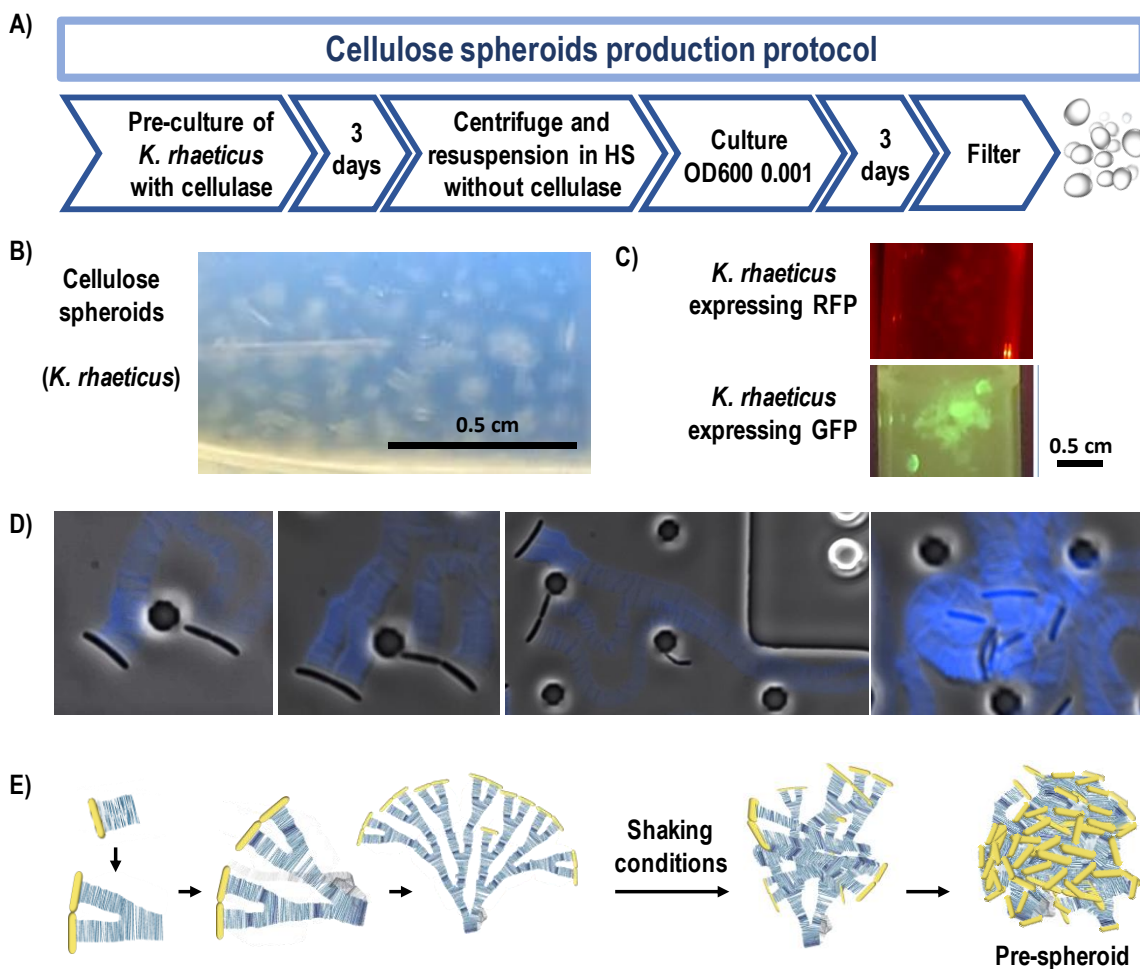 A)
Cellulose spheroids production protocol
Pre-culture of
K. rhaeticus
with cellulase
3
days
Centrifuge and
resuspension in HS
without cellulase
Culture
OD600 0.001
3
days
Filter
B)
Cellulose
spheroids
(K. rhaeticus)
0.5 cm
C)
K. rhaeticus
expressing RFP
K. rhaeticus
expressing GFP
0.5 cm
D)
E)
Shaking
conditions
Pre-spheroid